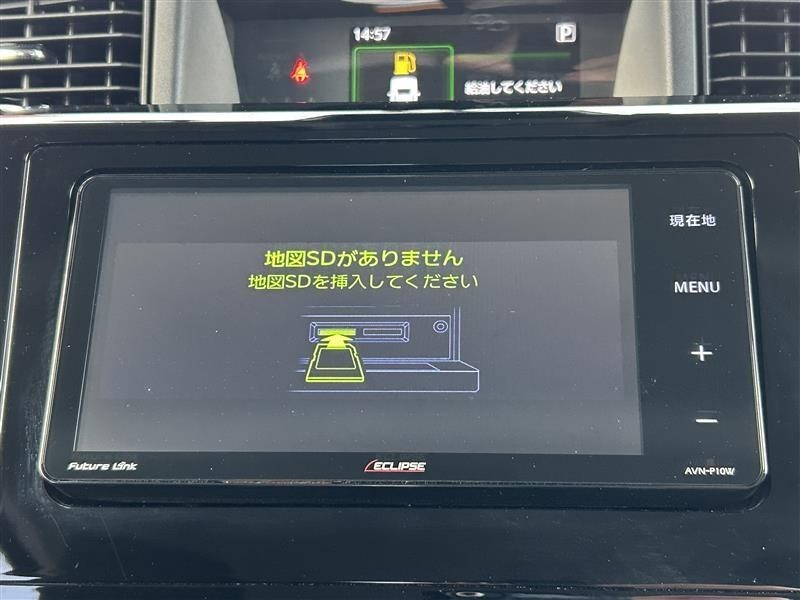 14:57
P
給油してください
地図SDがありません
地図SDを挿入してください
現在地
MENU
+
−
Future Link
ECLIPSE
AVN-P10W